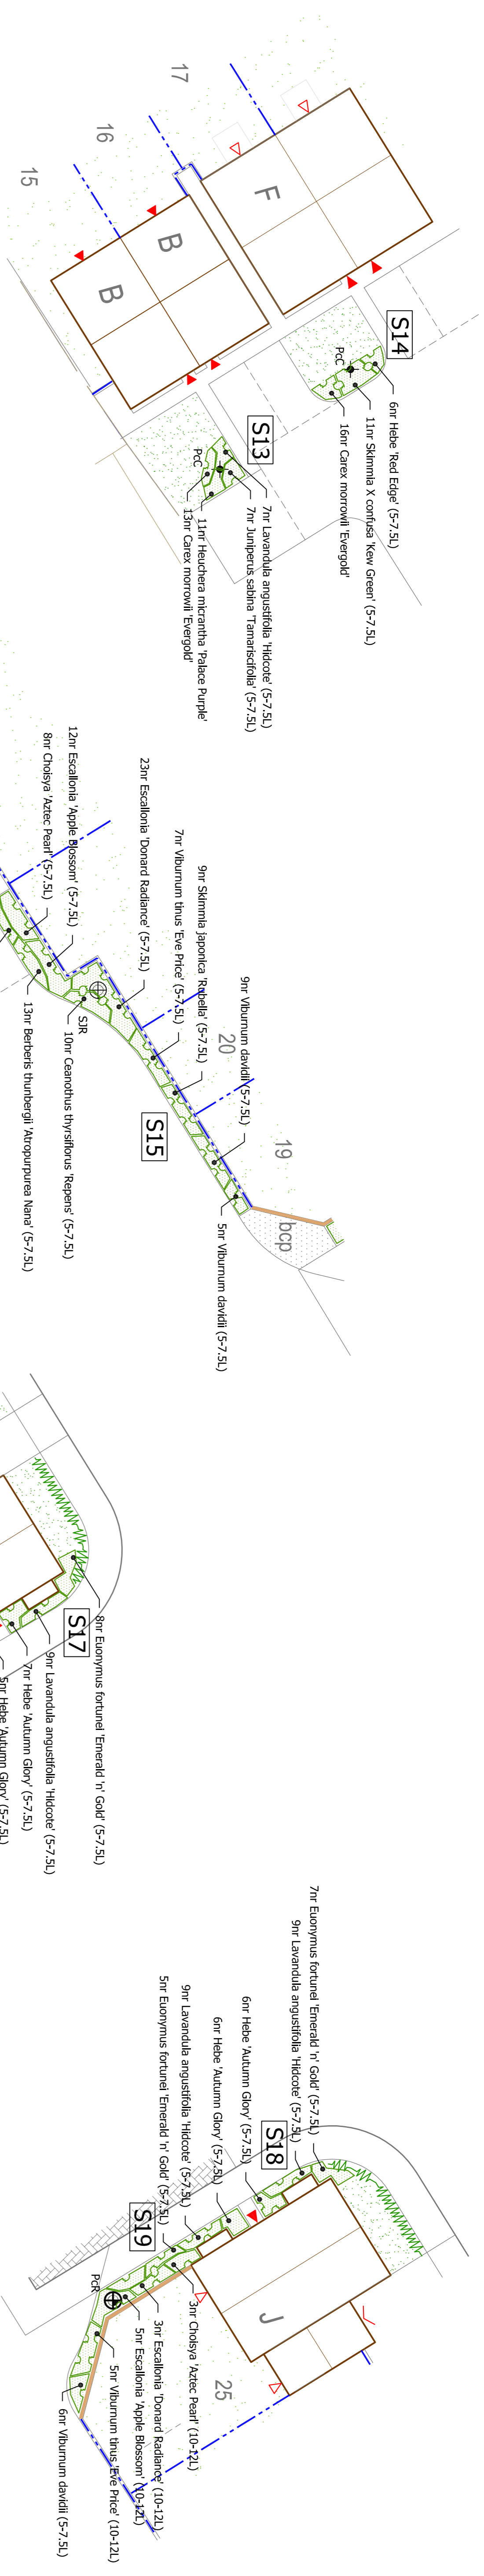 17
16
15
F
B
B
S14
PcC
6nr Hebe 'Red Edge' (5-7.5L)
11nr Skimmia X confusa 'Kew Green' (5-7.5L)
16nr Carex morrowii 'Evergold'
S13
PcC
7nr Lavandula angustifolia 'Hidcote' (5-7.5L)
7nr Juniperus sabina 'Tamariscifolia' (5-7.5L)
11nr Heuchera micrantha 'Palace Purple'
13nr Carex morrowii 'Evergold'
9nr Viburnum davidii (5-7.5L)
9nr Skimmia japonica 'Rubella' (5-7.5L)
7nr Viburnum tinus 'Eve Price' (5-7.5L)
23nr Escallonia 'Donard Radiance' (5-7.5L)
12nr Escallonia 'Apple Blossom' (5-7.5L)
8nr Choisya 'Aztec Pearl' (5-7.5L)
20
19
bcp
S15
SJR
5nr Viburnum davidii (5-7.5L)
10nr Ceanothus thyrsiflorus 'Repens' (5-7.5L)
13nr Berberis thunbergii 'Atropurpurea Nana' (5-7.5L)
S17
8nr Euonymus fortunei 'Emerald 'n' Gold' (5-7.5L)
9nr Lavandula angustifolia 'Hidcote' (5-7.5L)
7nr Hebe 'Autumn Glory' (5-7.5L)
5nr Hebe 'Autumn Glory' (5-7.5L)
7nr Euonymus fortunei 'Emerald 'n' Gold' (5-7.5L)
9nr Lavandula angustifolia 'Hidcote' (5-7.5L)
6nr Hebe 'Autumn Glory' (5-7.5L)
6nr Hebe 'Autumn Glory' (5-7.5L)
9nr Lavandula angustifolia 'Hidcote' (5-7.5L)
5nr Euonymus fortunei 'Emerald 'n' Gold' (5-7.5L)
S18
S19
J
25
PcR
3nr Choisya 'Aztec Pearl' (10-12L)
3nr Escallonia 'Donard Radiance' (10-12L)
5nr Escallonia 'Apple Blossom' (10-12L)
5nr Viburnum tinus 'Eve Price' (10-12L)
6nr Viburnum davidii (5-7.5L)